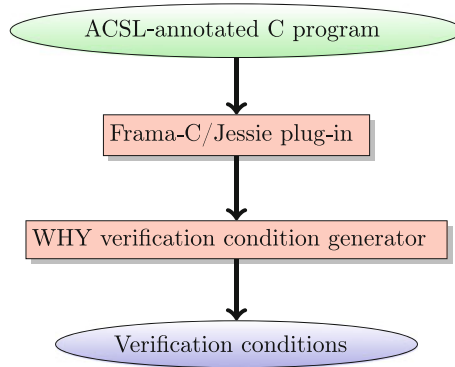 ACSL-annotated C program
Frama-C/Jessie plug-in
WHY verification condition generator
Verification conditions